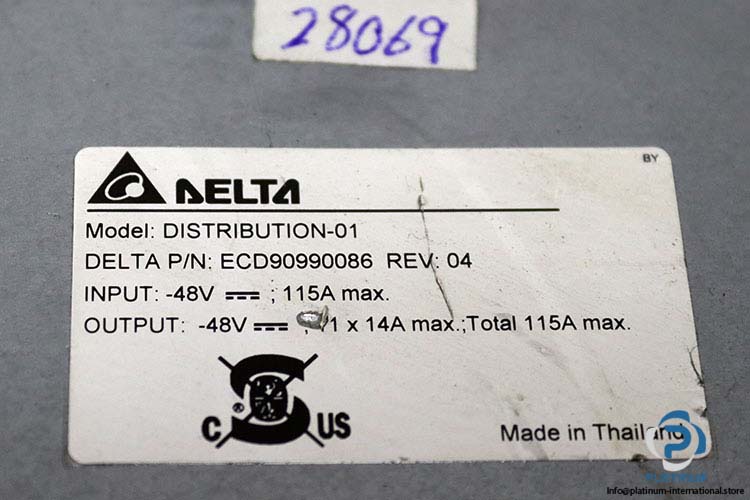 28069
BY
DELTA
Model: DISTRIBUTION-01
DELTA P/N: ECD90990086 REV: 04
INPUT: -48V ⎓ ; 115A max.
OUTPUT: -48V ⎓ ; x 14A max.;Total 115A max.
C ® US
Made in Thailand
PLATINUM
Info@platinum-international.store